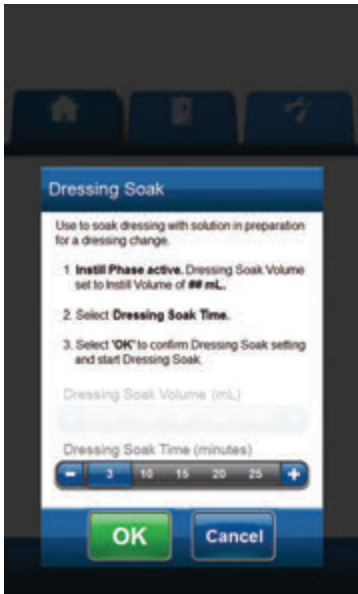 Dressing Soak
Use to soak dressing with solution in preparation
for a dressing change.
1 Instill Phase active. Dressing Soak Volume
set to Instill Volume of ## mL.
2. Select Dressing Soak Time.
3. Select 'OK' to confirm Dressing Soak setting
and start Dressing Soak.
Dressing Soak Volume (mL)
Dressing Soak Time (minutes)
- 3 10 15 20 25 +
OK Cancel